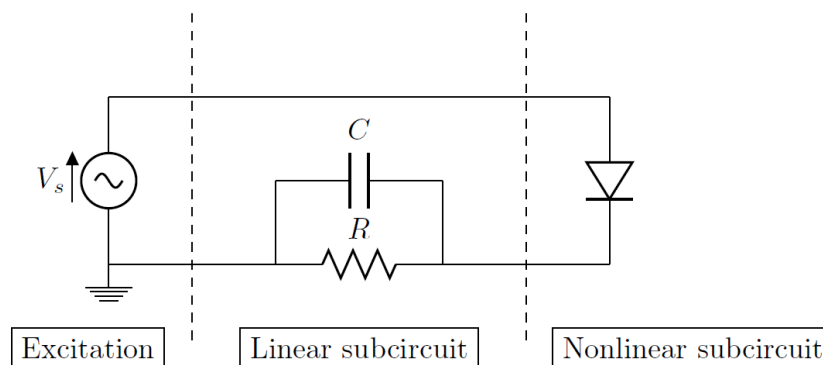 C
V_s
R
Excitation
Linear subcircuit
Nonlinear subcircuit